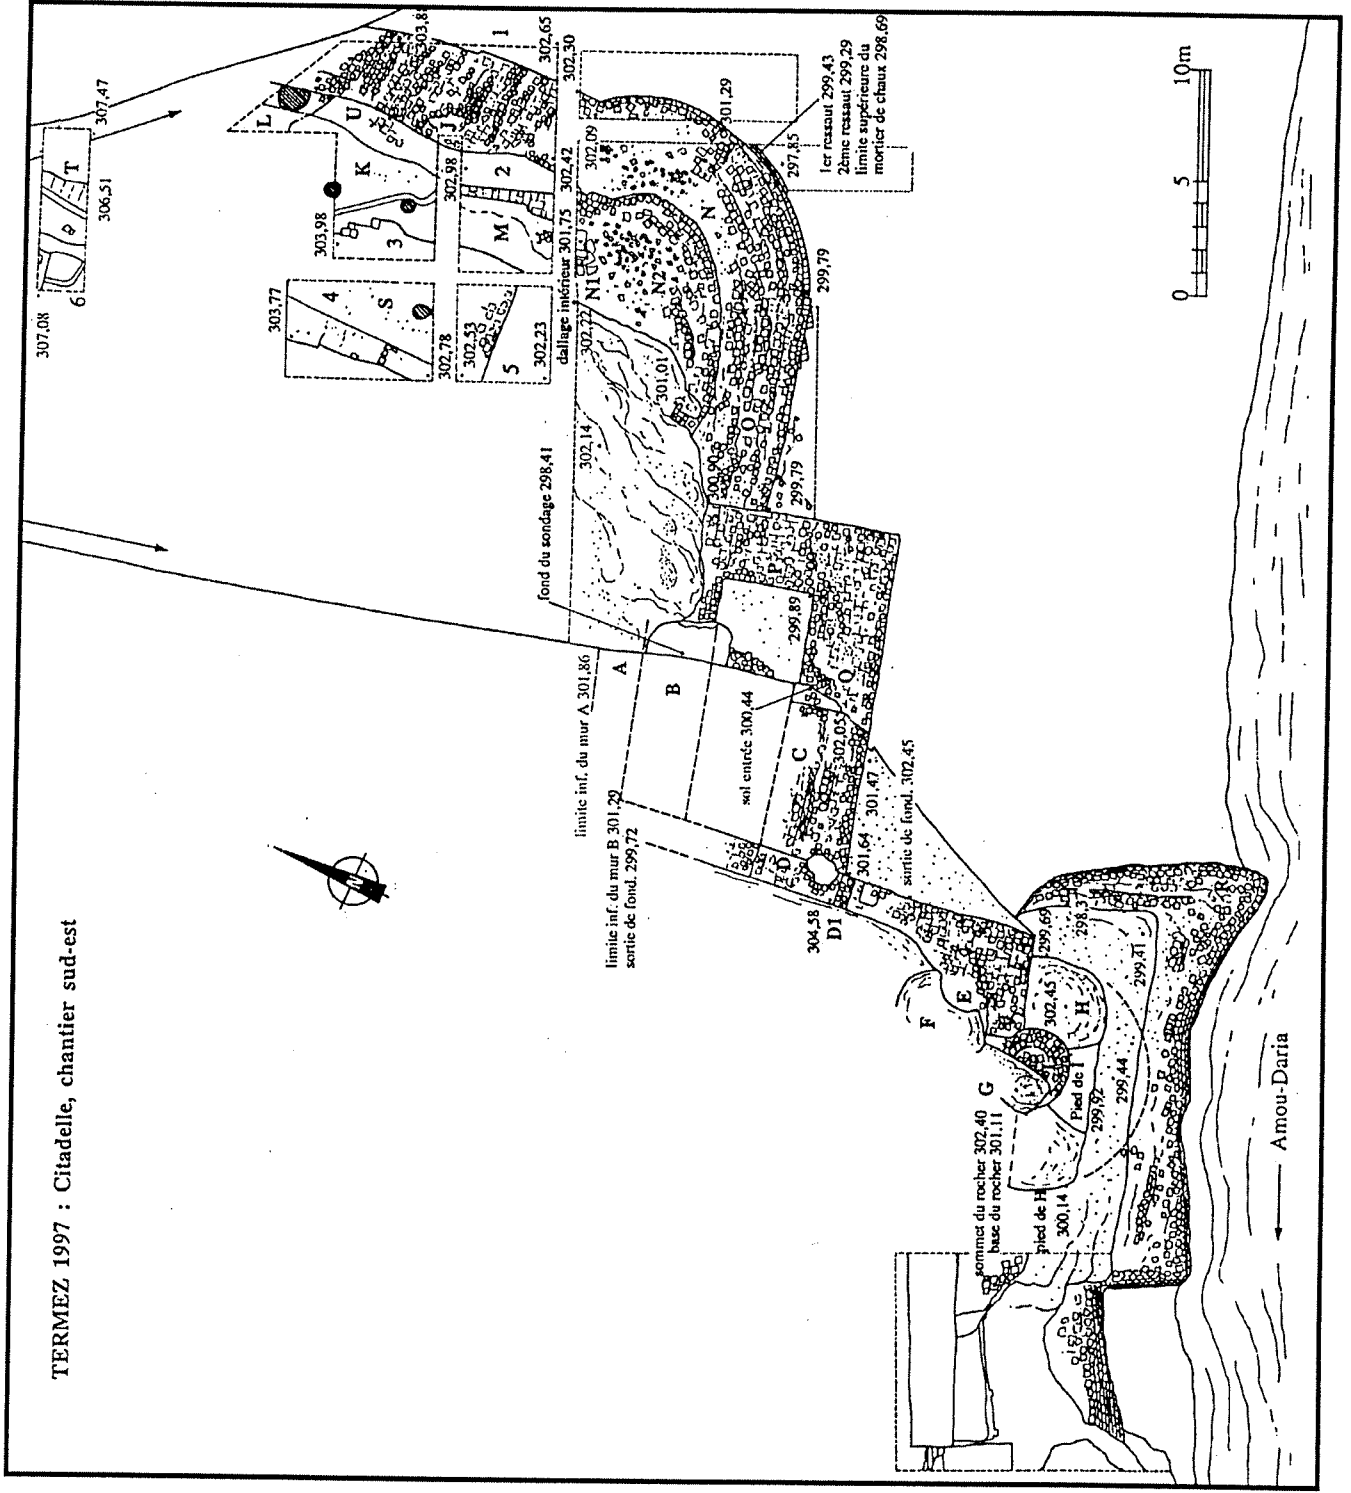 TERMEZ 1997 : Citadelle, chantier sud-est
307,08
6
T
307,47
306,51
L
U
K
J
1
303,98
3
302,98
2
M
302,65
302,30
302,42
303,77
4
S
302,78
302,53
5
302,23
dallage intérieur 301,75
302,09
301,29
1er ressaut 299,43
2ème ressaut 299,29
limite supérieure du
mortier de chaux 298,69
297,85
N
N1
N2
302,22
301,01
302,14
299,79
O
300,90
299,79
fond du sondage 298,41
P
299,89
Q
limite inf. du mur A 301,86
A
B
limite inf. du mur B 301,29
sortie de fond. 299,72
sol entrée 300,44
C
302,05
301,47
301,64
sortie de fond. 302,45
D
D1
304,58
E
F
G
H
302,45
299,69
298,37
299,41
R
Pied de I
299,92
299,44
sommet du rocher 302,40
base du rocher 301,11
pied de H
300,14
Amou-Daria
0
5
10m